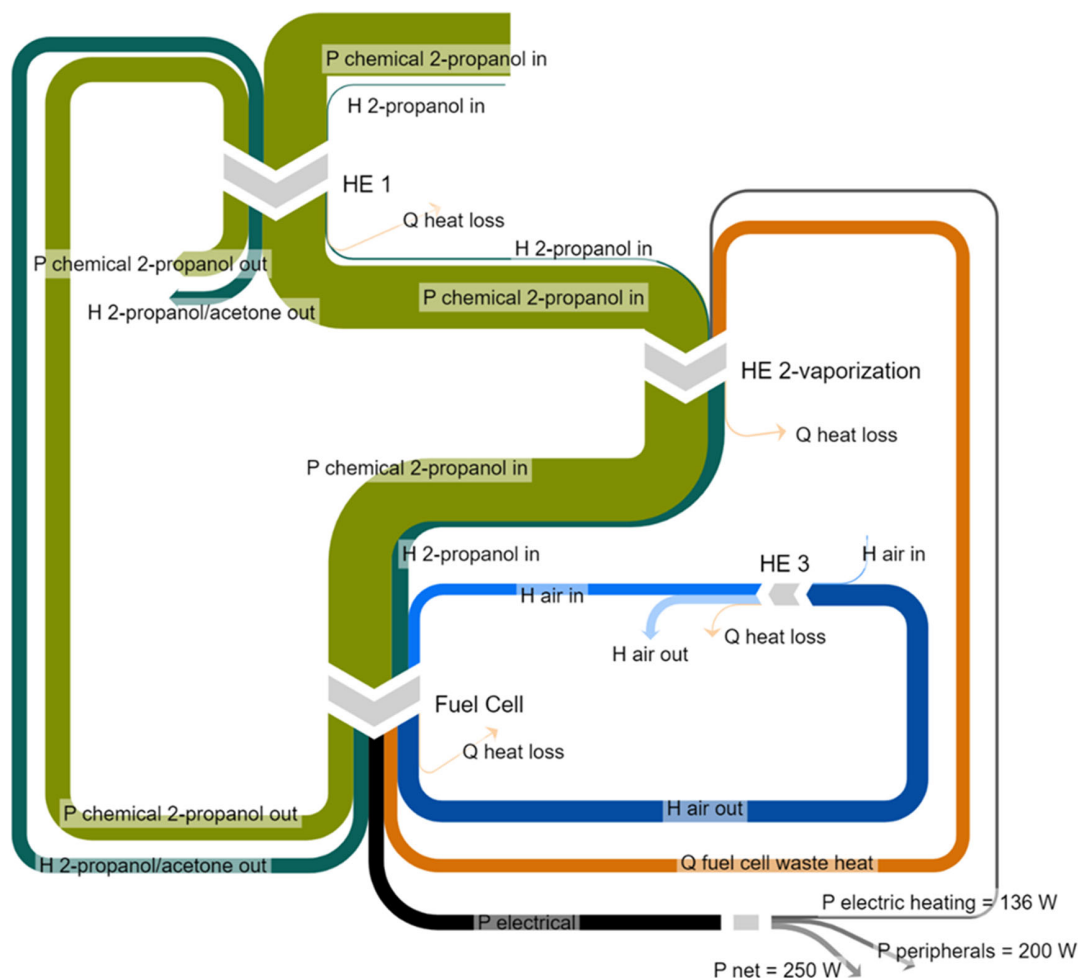 P chemical 2-propanol in
H 2-propanol in
HE 1
Q heat loss
H 2-propanol in
P chemical 2-propanol out
P chemical 2-propanol in
H 2-propanol/acetone out
HE 2-vaporization
Q heat loss
P chemical 2-propanol in
H 2-propanol in
HE 3
H air in
H air in
Q heat loss
H air out
Fuel Cell
Q heat loss
P chemical 2-propanol out
H air out
H 2-propanol/acetone out
Q fuel cell waste heat
P electric heating = 136 W
P electrical
P peripherals = 200 W
P net = 250 W